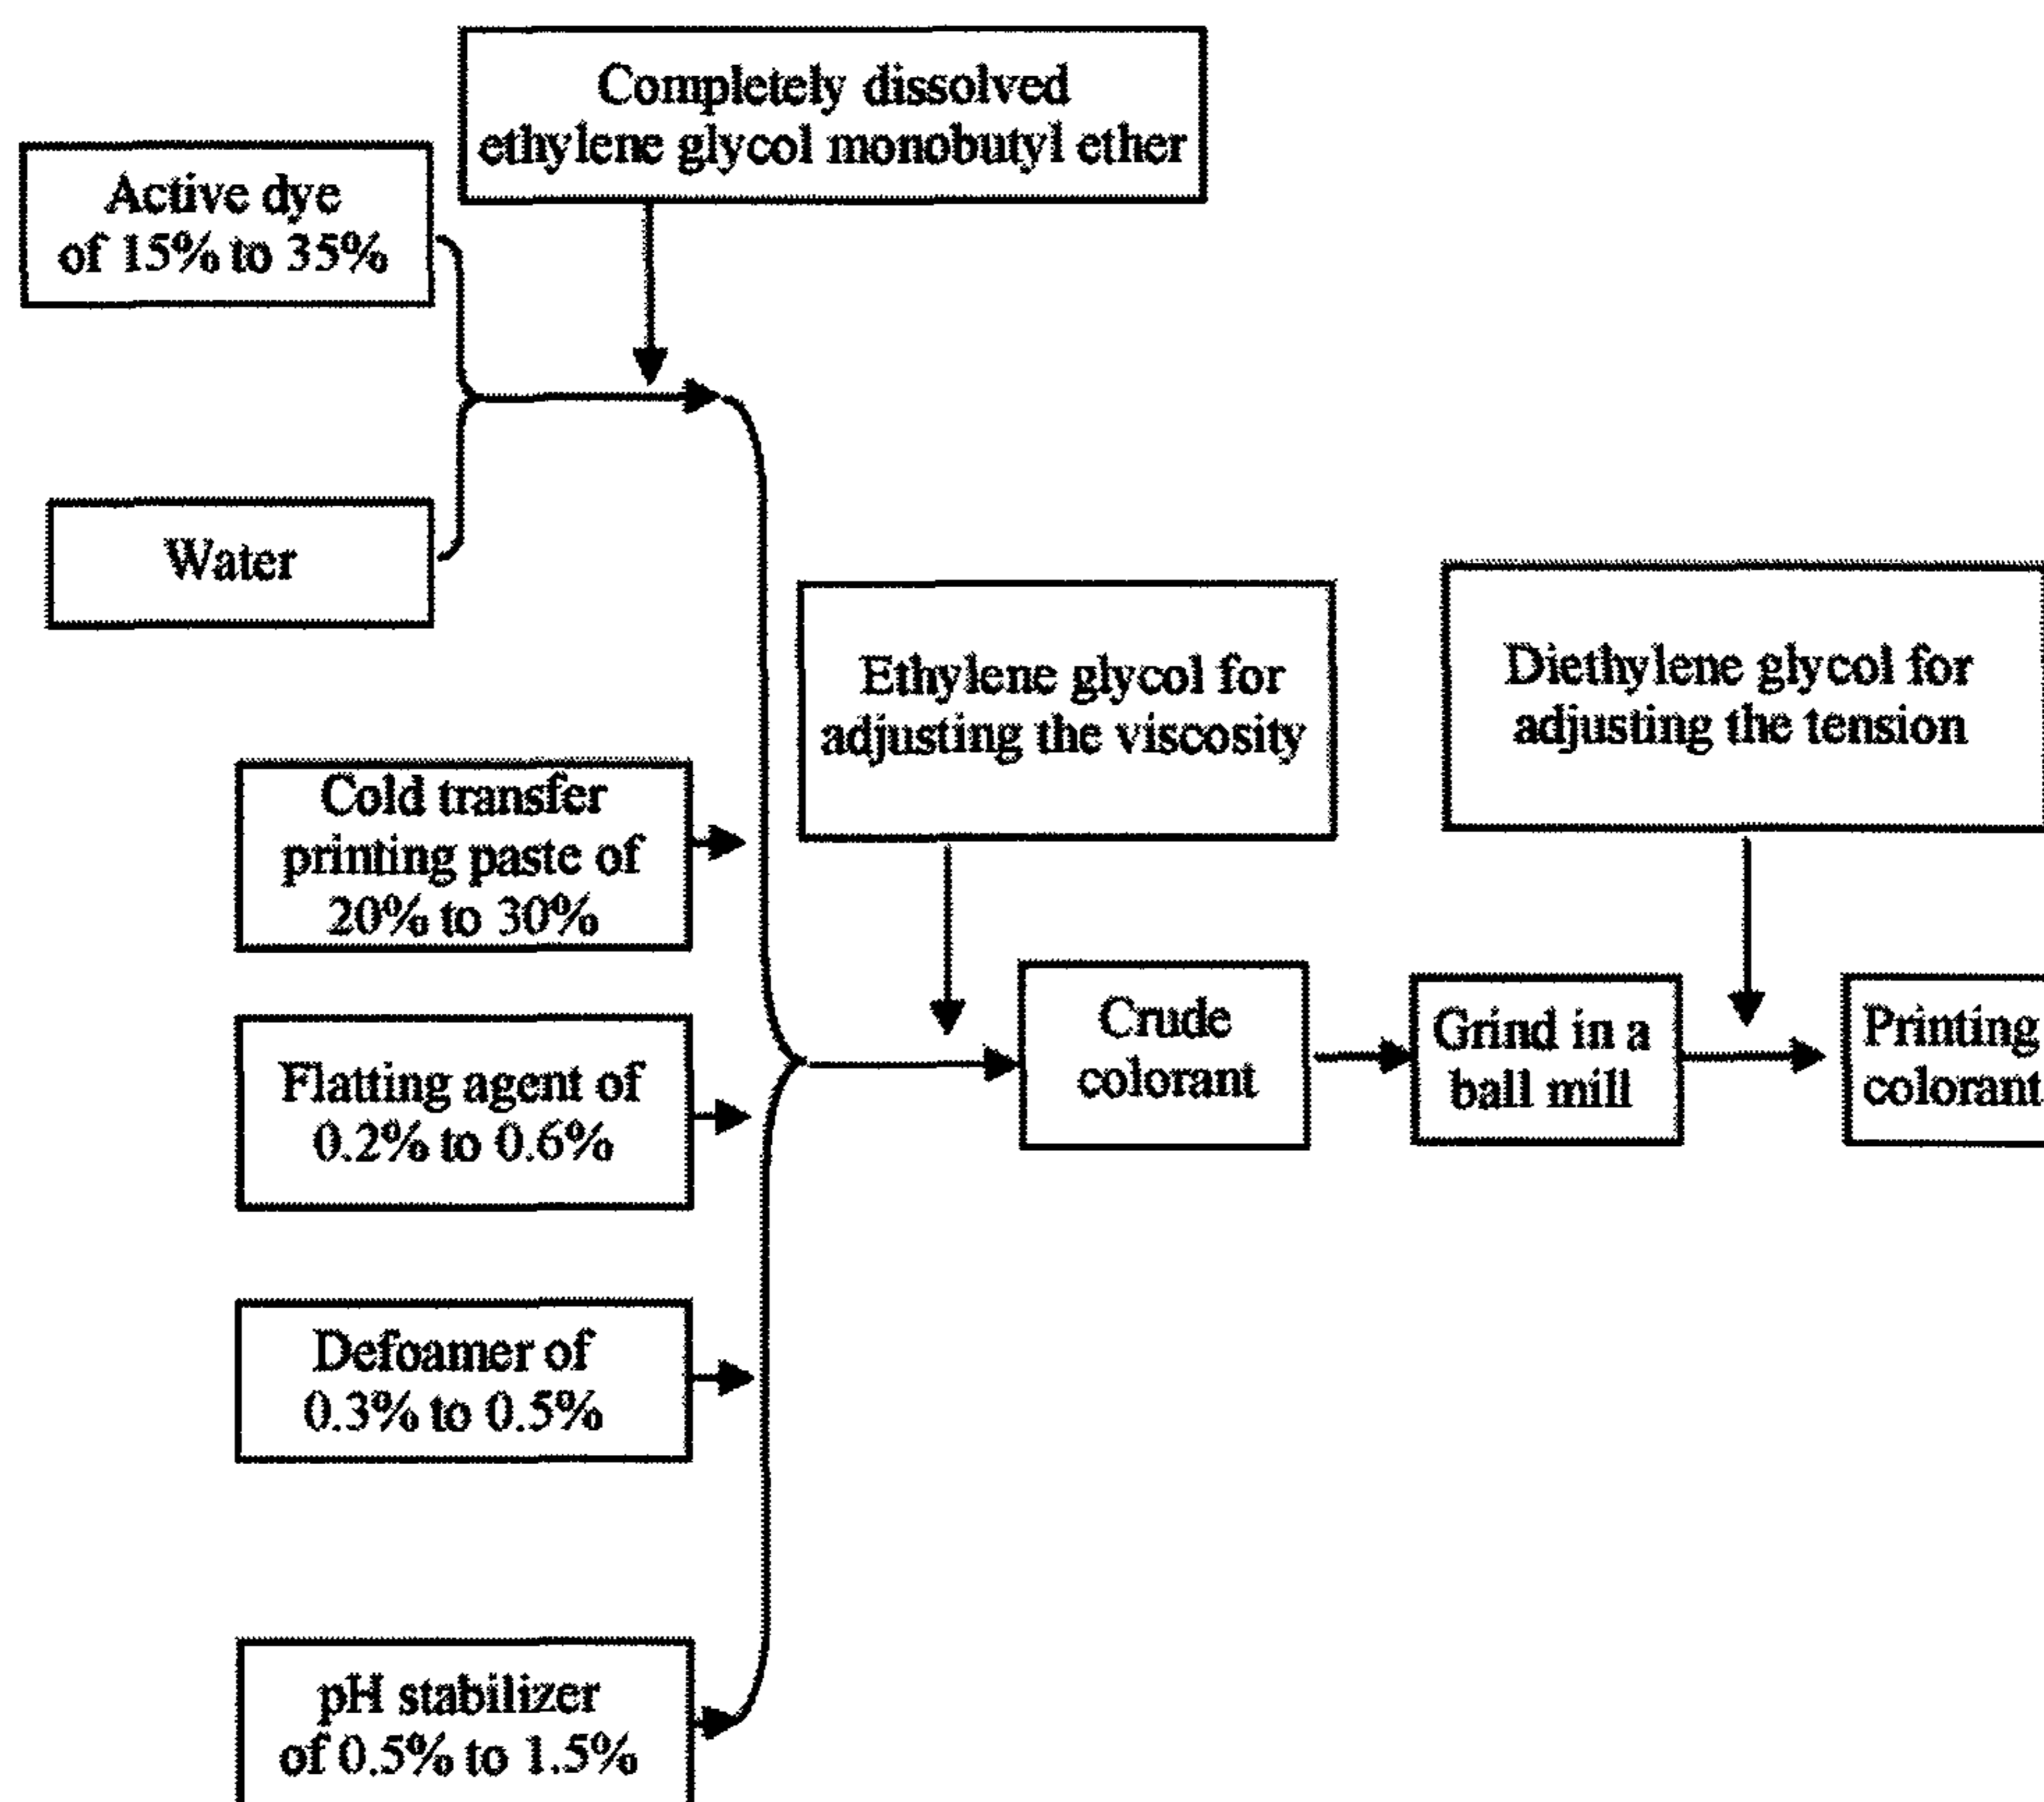 Completely dissolved
ethylene glycol monobutyl ether
Active dye
of 15% to 35%
Water
Ethylene glycol for
adjusting the viscosity
Diethylene glycol for
adjusting the tension
Cold transfer
printing paste of
20% to 30%
Flatting agent of
0.2% to 0.6%
Crude
colorant
Grind in a
ball mill
Printing
colorant
Defoamer of
0.3% to 0.5%
pH stabilizer
of 0.5% to 1.5%